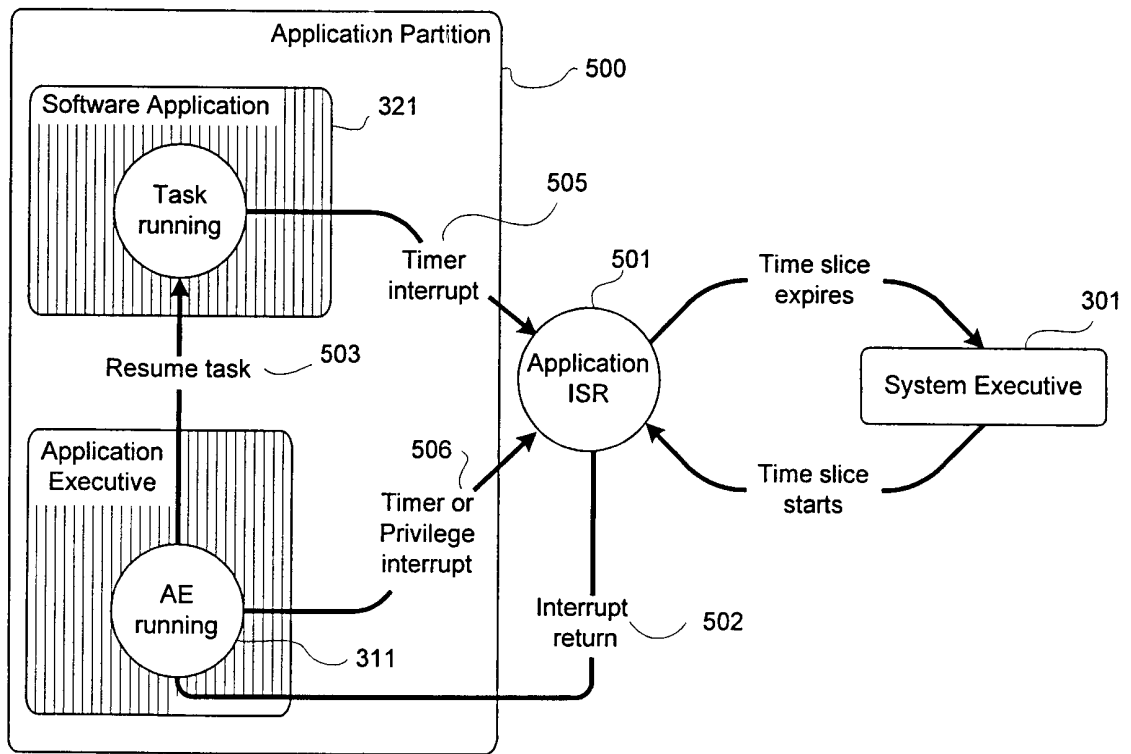 Application Partition
500
Software Application
321
Task
running
505
Timer
interrupt
501
Time slice
expires
301
Application
ISR
System Executive
Resume task
503
Application
Executive
506
Timer or
Privilege
interrupt
Time slice
starts
AE
running
311
Interrupt
return
502